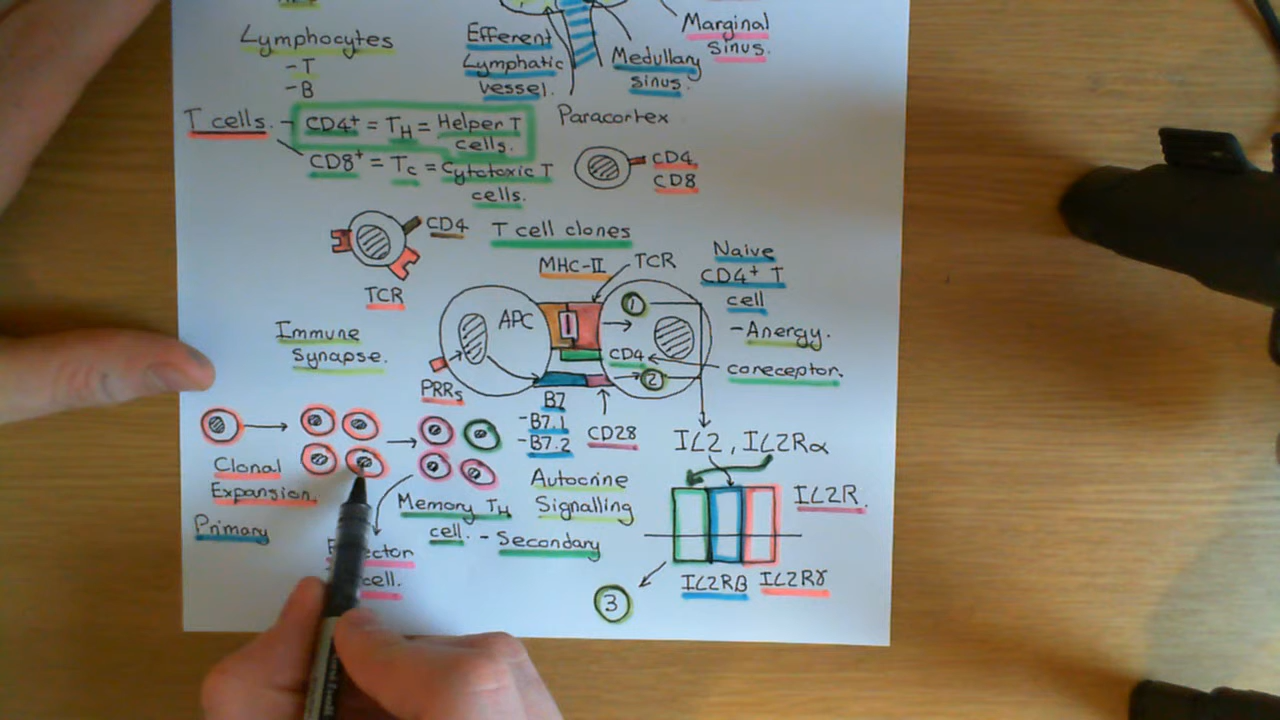 Lymphocytes
-T
-B
Efferent
Lymphatic
vessel.
Medullary
sinus.
Marginal
sinus.
T cells. - CD4⁺ = T_H = Helper T
cells.
CD8⁺ = T_C = Cytotoxic T
cells.
Paracortex
CD4
CD8
CD4
TCR
T cell clones
MHC-II
TCR
Naive
CD4⁺ T
cell
-Anergy.
Immune
Synapse.
APC
1
CD4
coreceptor.
2
PRRs
B7
-B7.1
-B7.2
CD28
IL2, IL2Rα
Clonal
Expansion.
Primary
Memory T_H
cell. - Secondary
Autocrine
Signalling
IL2R.
cell.
IL2Rβ
IL2Rγ
3